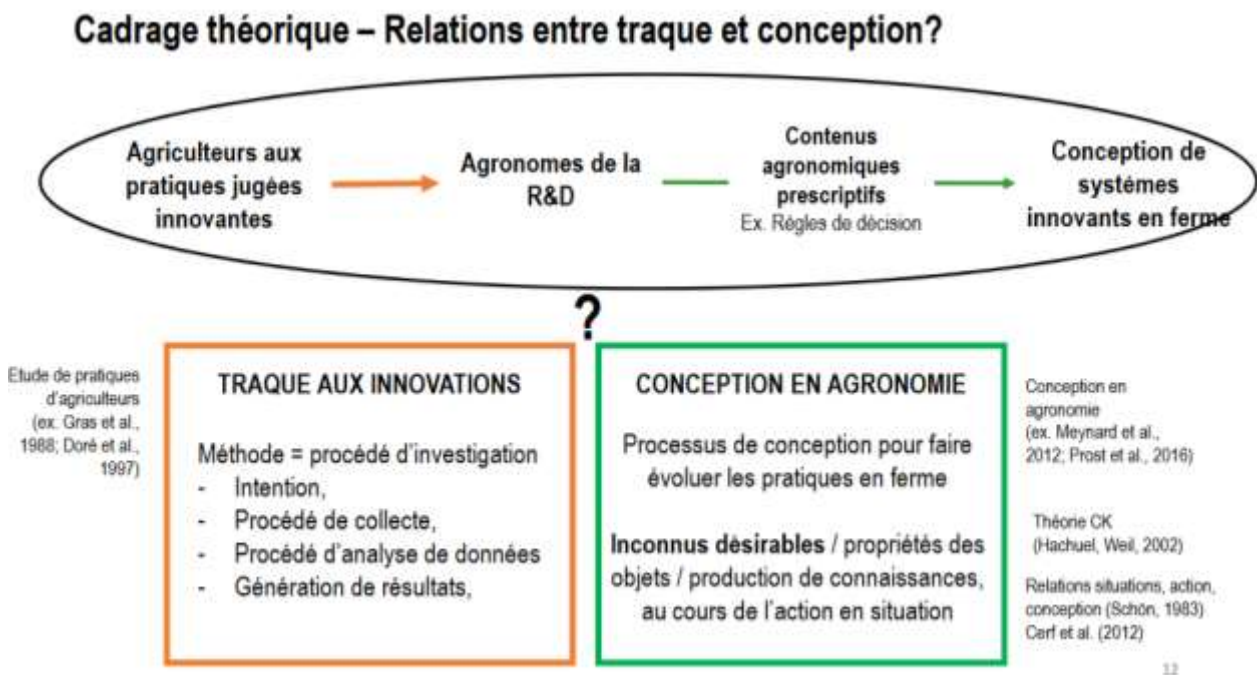 Cadrage théorique – Relations entre traque et conception?
Agriculteurs aux
pratiques jugées
innovantes
Agronomes de la
R&D
Contenus
agronomiques
prescriptifs
Ex. Règles de décision
Conception de
systèmes
innovants en ferme
?
Etude de pratiques
d'agriculteurs
(ex. Gras et al.,
1988; Doré et al.,
1997)
TRAQUE AUX INNOVATIONS
Méthode = procédé d'investigation
- Intention,
- Procédé de collecte,
- Procédé d'analyse de données
- Génération de résultats,
CONCEPTION EN AGRONOMIE
Processus de conception pour faire
évoluer les pratiques en ferme
Inconnus désirables / propriétés des
objets / production de connaissances,
au cours de l'action en situation
Conception en
agronomie
(ex. Meynard et al.,
2012; Prost et al., 2016)
Théorie CK
(Hachuel, Weil, 2002)
Relations situations, action,
conception (Schön, 1983)
Cerf et al. (2012)
12